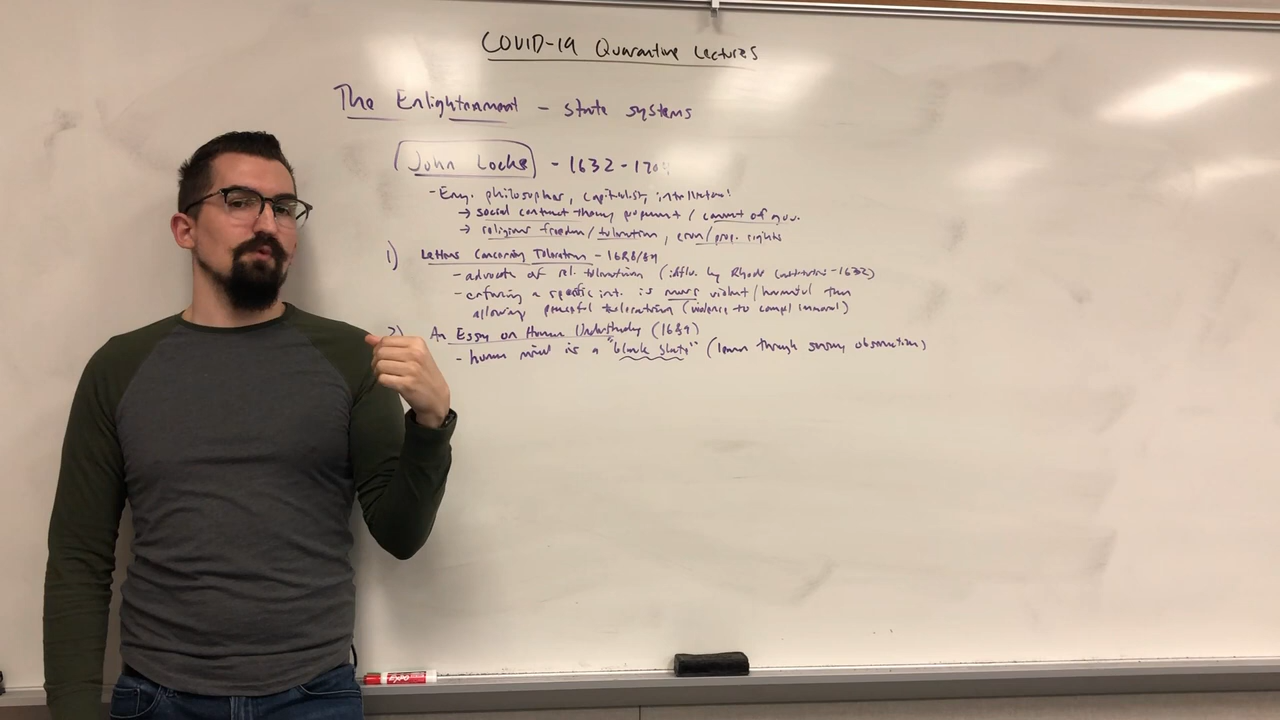 COVID-19 Quarantine Lectures
The Enlightenment - state systems
John Locke - 1632-170
- Eng. philosopher, capitalist, intellectual
→ social contract theory proponent / consent of gov.
→ religious freedom / toleration, econ/prop. rights
1) Letters Concerning Toleration - 1688/89
- advocate of rel. toleration (influ. by Rhode -1632)
- enforcing a specific int. is more violent/harmful than
allowing peaceful toleration (violence to compel immoral)
2) An Essay on Human Understanding (1689)
- human mind is a "blank slate" (learn through sensory observation)
EXPO